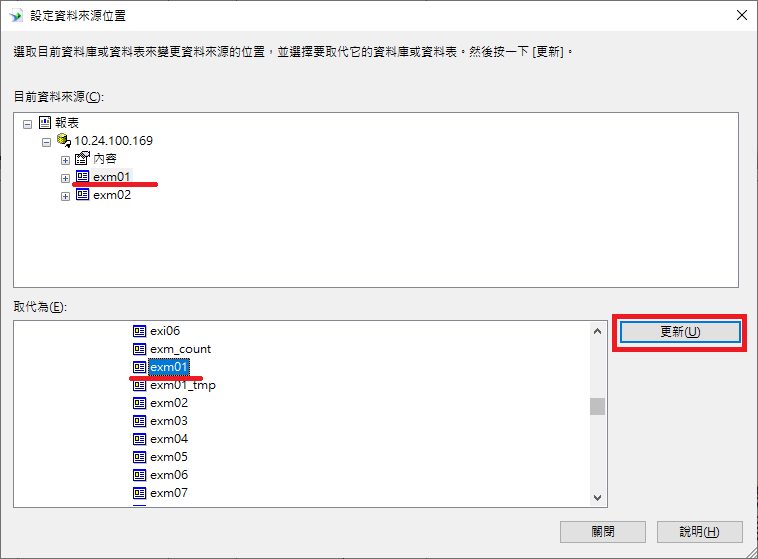 設定資料來源位置
選取目前資料庫或資料表來變更資料來源的位置，並選擇要取代它的資料庫或資料表。然後按一下 [更新]。
目前資料來源(C):
報表
10.24.100.169
內容
exm01
exm02
取代為(E):
exi06
exm_count
exm01
exm01_tmp
exm02
exm03
exm04
exm05
exm06
exm07
更新(U)
關閉
說明(H)